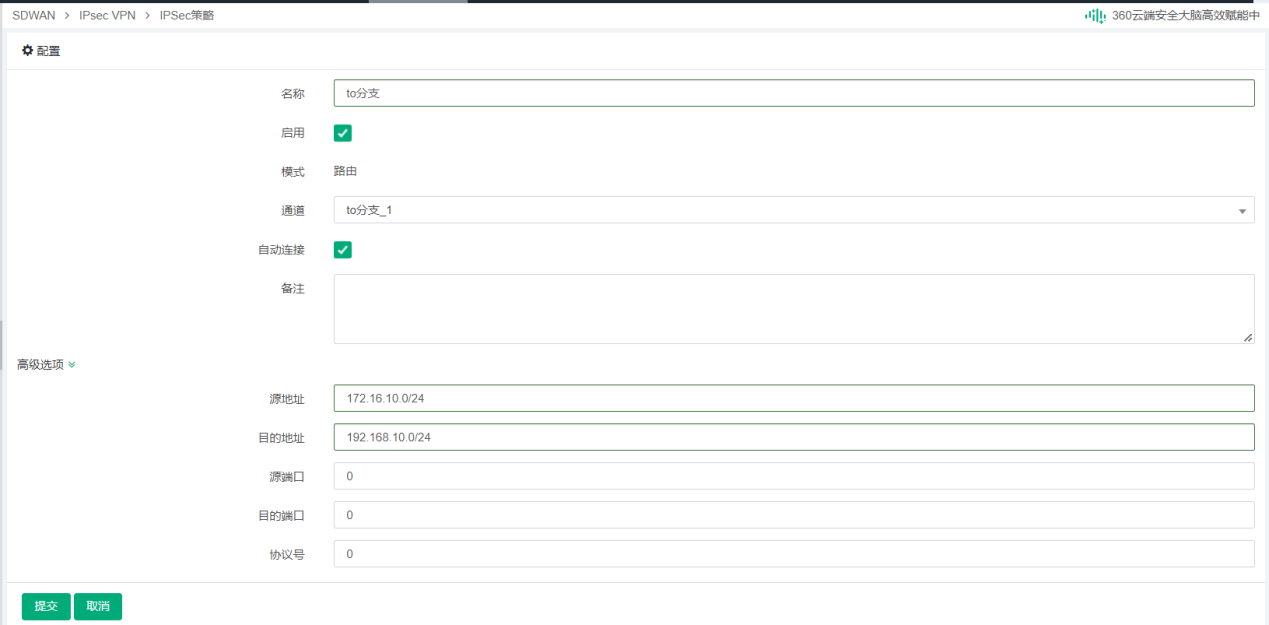 SDWAN > IPsec VPN > IPSec策略
360云端安全大脑高效赋能中
配置
名称 to分支
启用
模式 路由
通道 to分支_1
自动连接
备注
高级选项
源地址 172.16.10.0/24
目的地址 192.168.10.0/24
源端口 0
目的端口 0
协议号 0
提交 取消